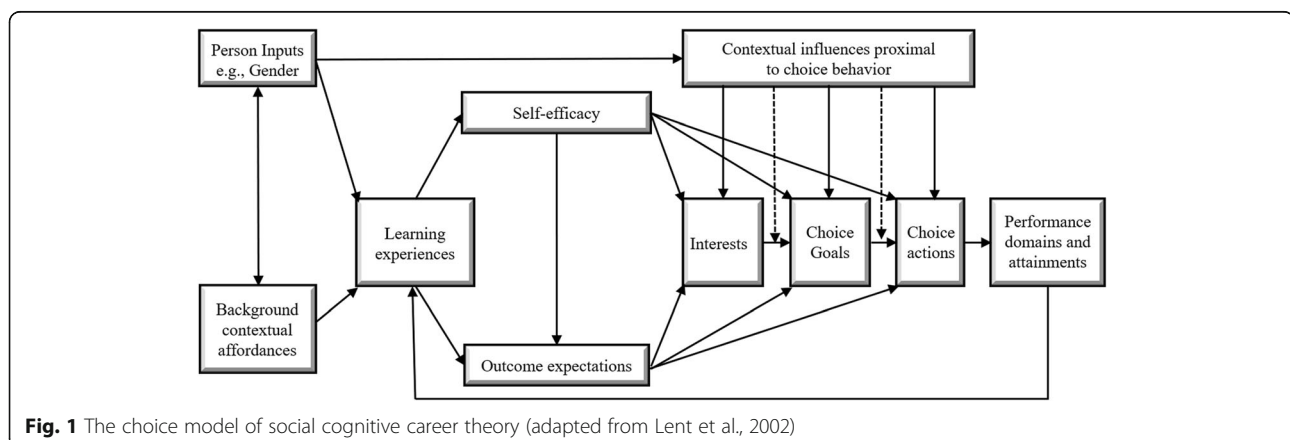 Person Inputs
e.g., Gender
Contextual influences proximal
to choice behavior
Self-efficacy
Learning
experiences
Interests
Choice
Goals
Choice
actions
Performance
domains and
attainments
Background
contextual
affordances
Outcome expectations
Fig. 1 The choice model of social cognitive career theory (adapted from Lent et al., 2002)